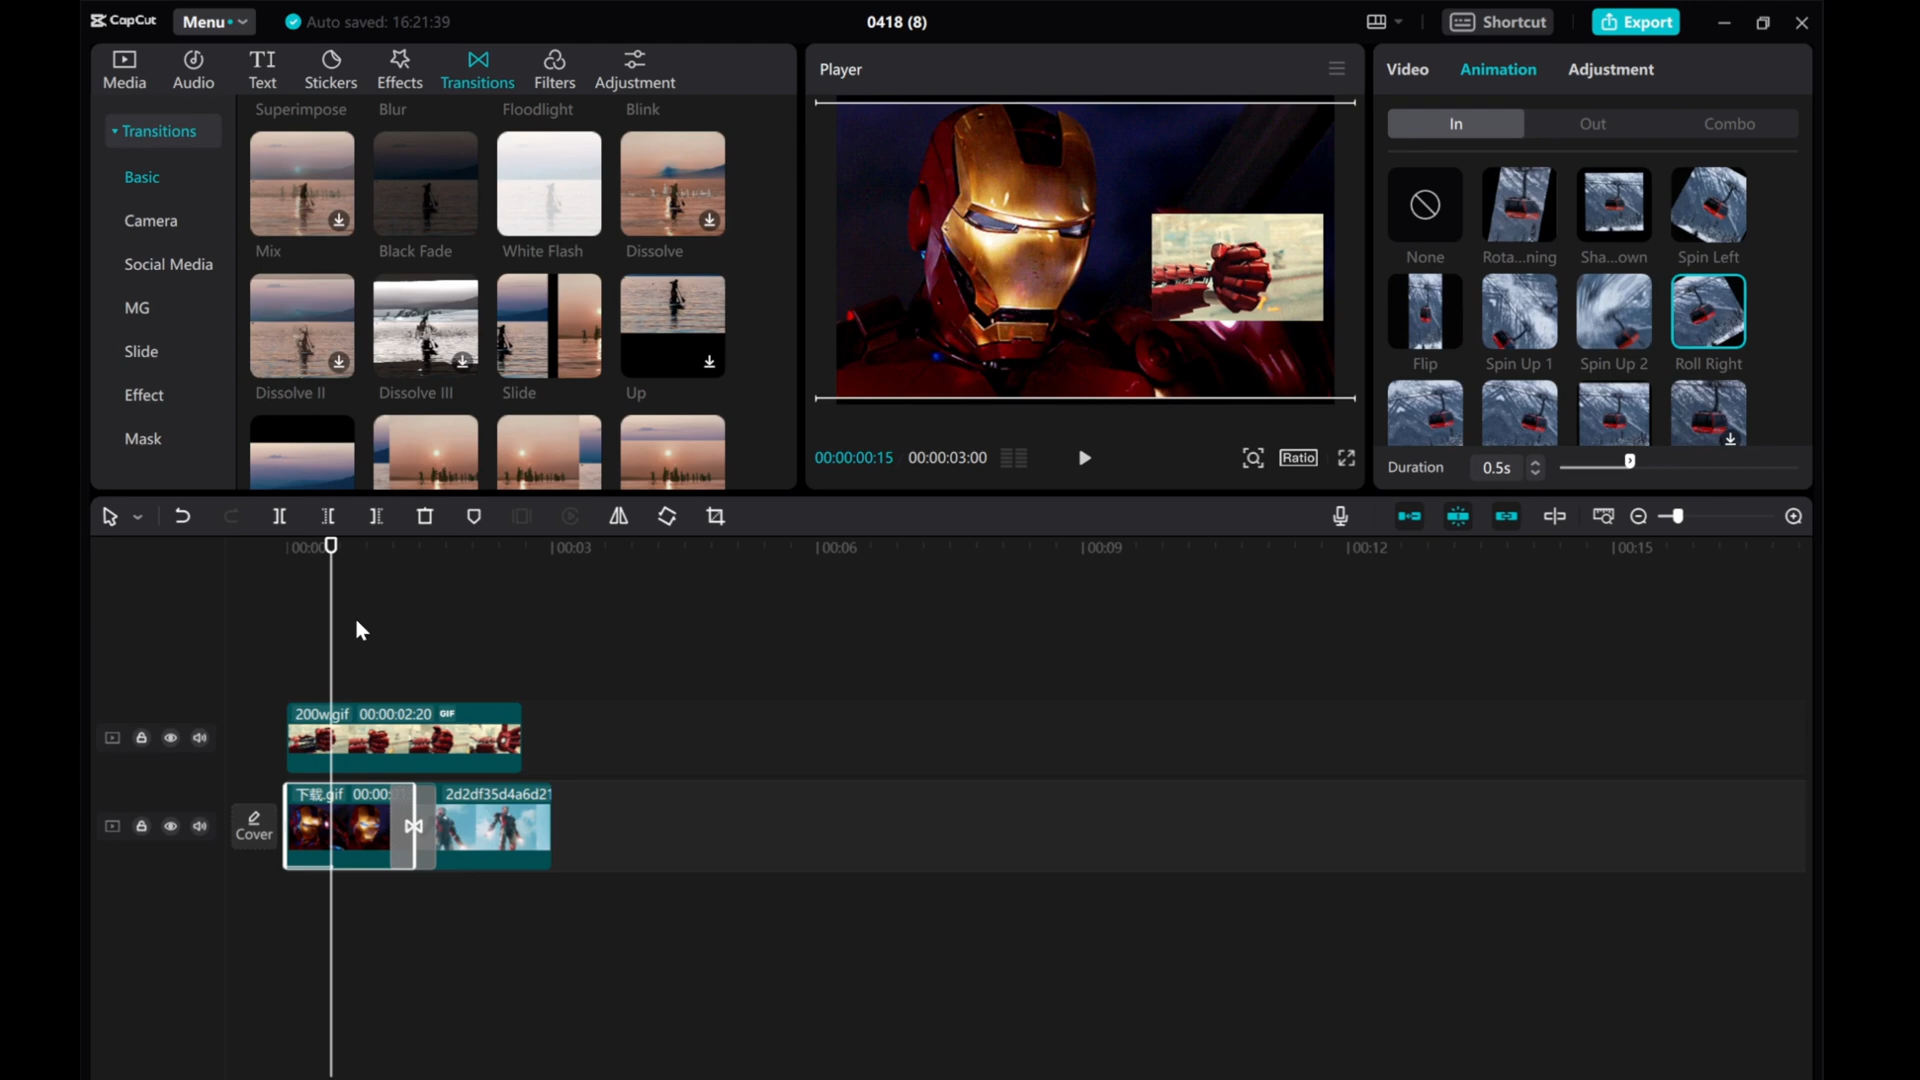 CapCut
Menu
Auto saved: 16:21:39
0418 (8)
Shortcut
Export
Media
Audio
Text
Stickers
Effects
Transitions
Filters
Adjustment
Transitions
Basic
Camera
Social Media
MG
Slide
Effect
Mask
Superimpose
Blur
Floodlight
Blink
Mix
Black Fade
White Flash
Dissolve
Dissolve II
Dissolve III
Slide
Up
Player
00:00:00:15
00:00:03:00
Ratio
Video
Animation
Adjustment
In
Out
Combo
None
Rota...ning
Sha...own
Spin Left
Flip
Spin Up 1
Spin Up 2
Roll Right
Duration
0.5s
00:03
00:06
00:09
00:12
00:15
200w.gif 00:00:02:20 GIF
Cover
下载.gif
2d2df35d4a6d21